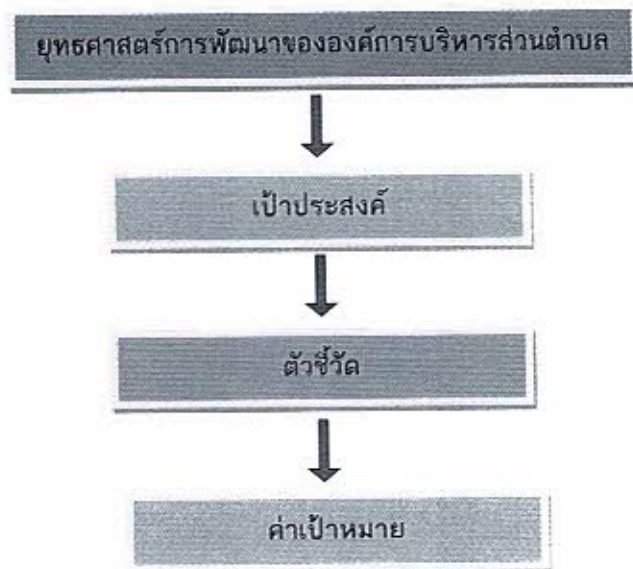 ยุทธศาสตร์การพัฒนาขององค์การบริหารส่วนตำบล
เป้าประสงค์
ตัวชี้วัด
ค่าเป้าหมาย